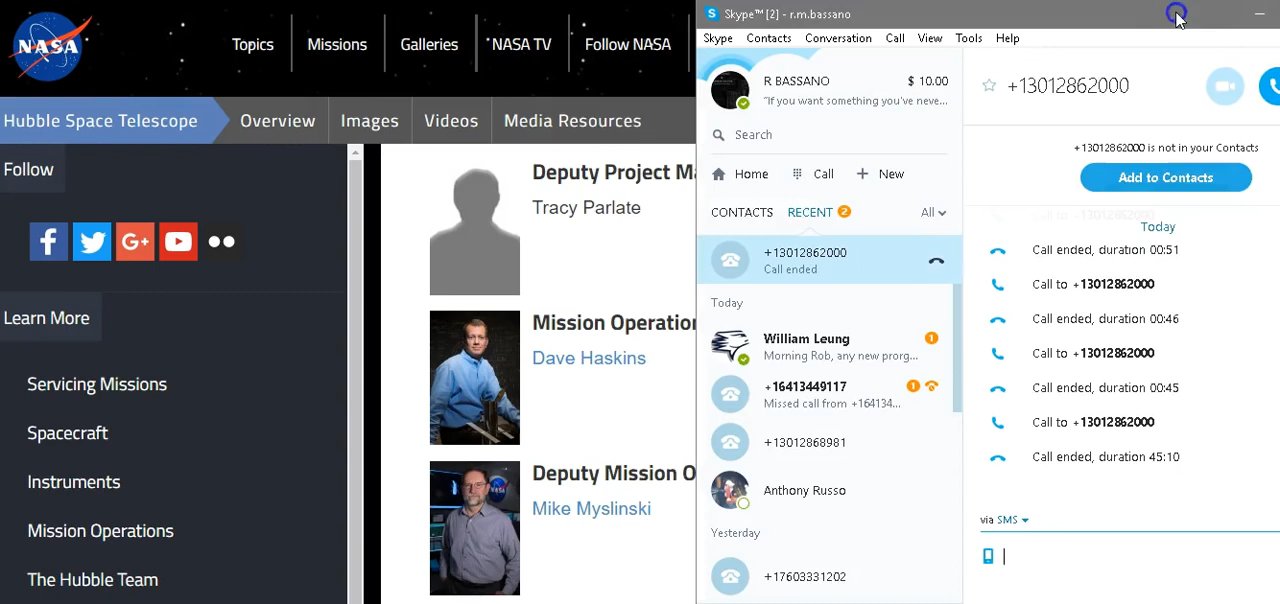 NASA
Topics
Missions
Galleries
NASA TV
Follow NASA
Hubble Space Telescope
Overview
Images
Videos
Media Resources
Follow
Learn More
Servicing Missions
Spacecraft
Instruments
Mission Operations
The Hubble Team
Deputy Project Ma
Tracy Parlate
Mission Operation
Dave Haskins
Deputy Mission O
Mike Myslinski
Skype™ [2] - r.m.bassano
Skype Contacts Conversation Call View Tools Help
R BASSANO $ 10.00
"If you want something you've neve...
Search
Home Call New
CONTACTS RECENT 2 All
+13012862000
Call ended
Today
William Leung 1
Morning Rob, any new prorg...
+16413449117 1
Missed call from +164134...
+13012868981
Anthony Russo
Yesterday
+17603331202
+13012862000
+13012862000 is not in your Contacts
Add to Contacts
Today
Call ended, duration 00:51
Call to +13012862000
Call ended, duration 00:46
Call to +13012862000
Call ended, duration 00:45
Call to +13012862000
Call ended, duration 45:10
via SMS